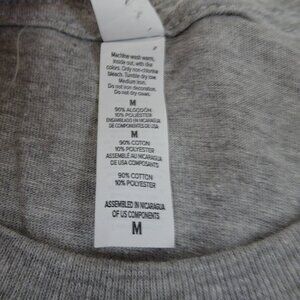 Machine wash warm,
inside out, with like
colors. Only non-chlorine
bleach. Tumble dry low.
Medium iron.
Do not iron decoration.
Do not dry clean.
M
90% ALGODÓN
10% POLIESTER
ENSAMBLADO EN NICARAGUA
DE COMPONENTES DE USA
M
90% COTTON
10% POLYESTER
ASSEMBLÉ AU NICARAGUA
DE USA COMPOSANTS
90% COTTON
10% POLYESTER
ASSEMBLED IN NICARAGUA
OF US COMPONENTS
M